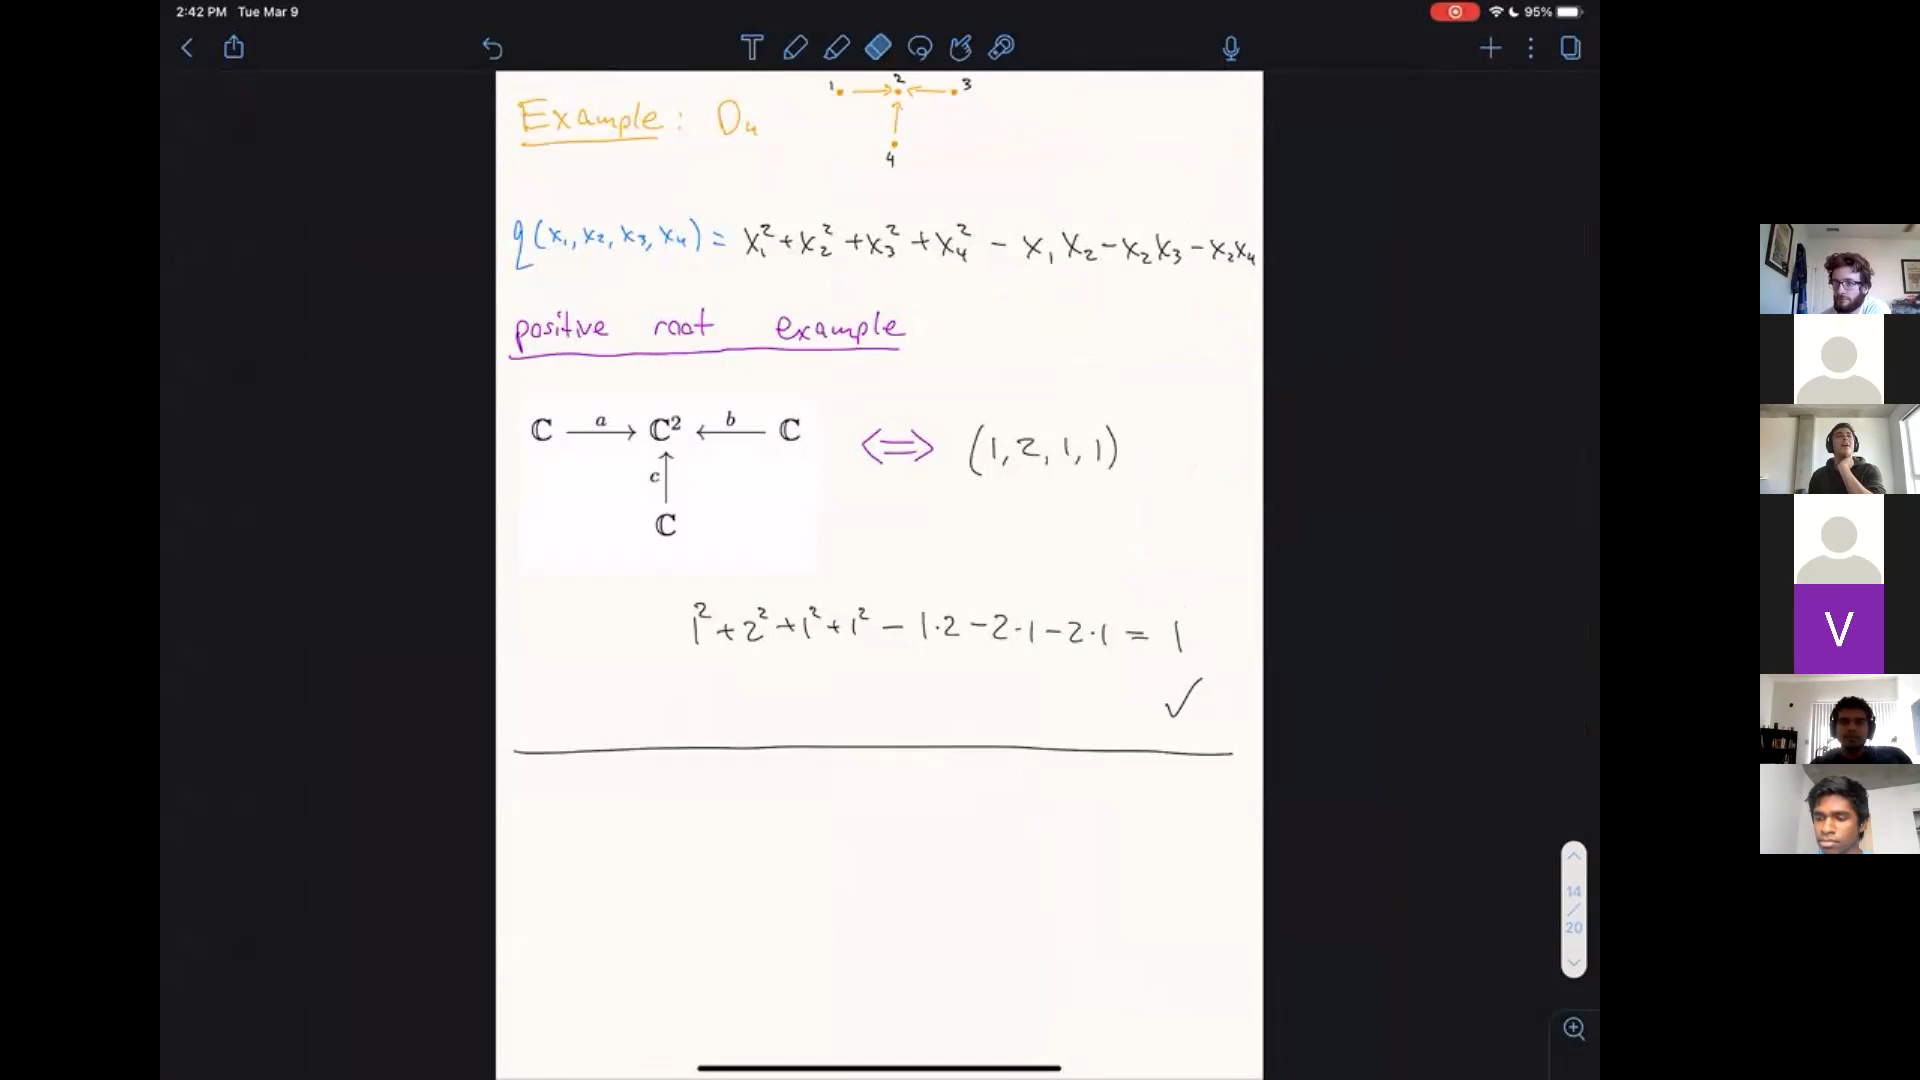 2:42 PM Tue Mar 9
95%
Example: D₄
1 2 3
4
q(x₁, x₂, x₃, x₄) = x₁² + x₂² + x₃² + x₄² − x₁x₂ − x₂x₃ − x₂x₄
positive root example
ℂ a ℂ² b ℂ ⟺ (1, 2, 1, 1)
c
ℂ
1² + 2² + 1² + 1² − 1·2 − 2·1 − 2·1 = 1
✓
V
14
/
20